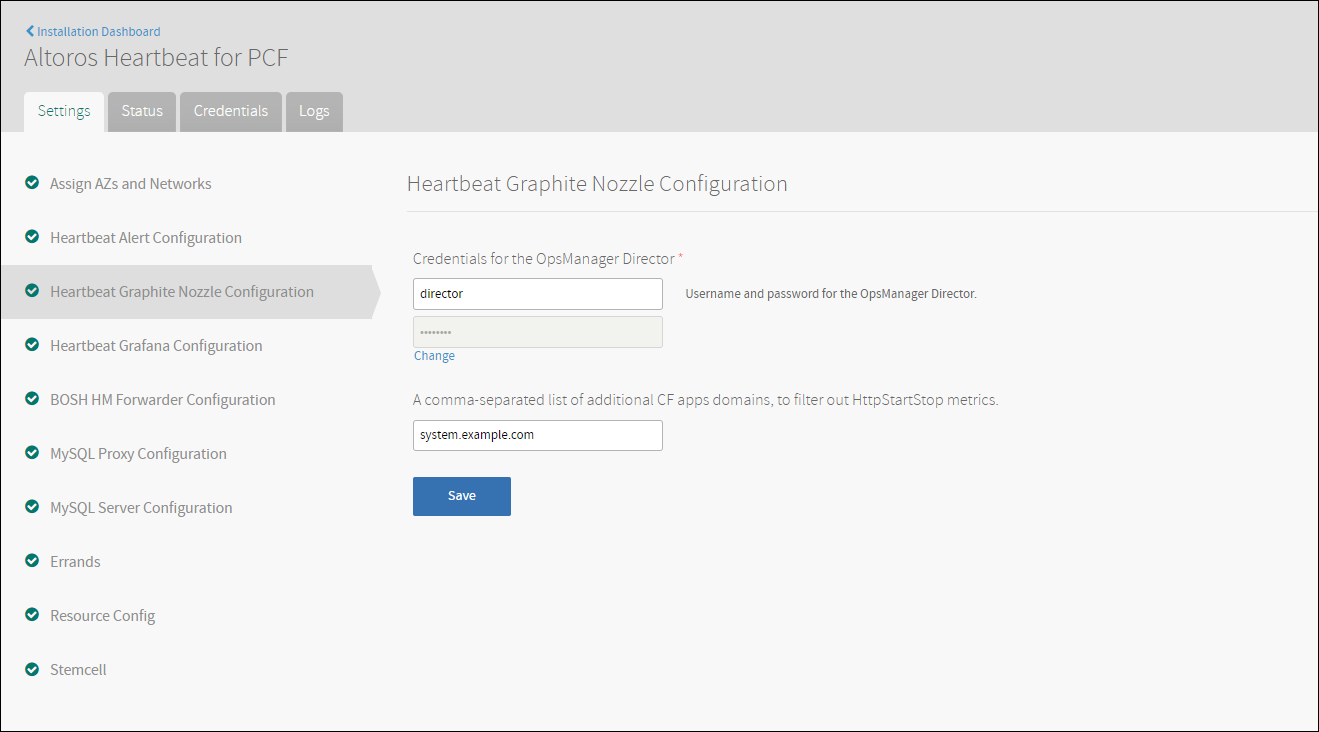 Installation Dashboard
Altoros Heartbeat for PCF
Settings
Status
Credentials
Logs
Assign AZs and Networks
Heartbeat Alert Configuration
Heartbeat Graphite Nozzle Configuration
Heartbeat Grafana Configuration
BOSH HM Forwarder Configuration
MySQL Proxy Configuration
MySQL Server Configuration
Errands
Resource Config
Stemcell
Heartbeat Graphite Nozzle Configuration
Credentials for the OpsManager Director *
director
Username and password for the OpsManager Director.
••••••••
Change
A comma-separated list of additional CF apps domains, to filter out HttpStartStop metrics.
system.example.com
Save